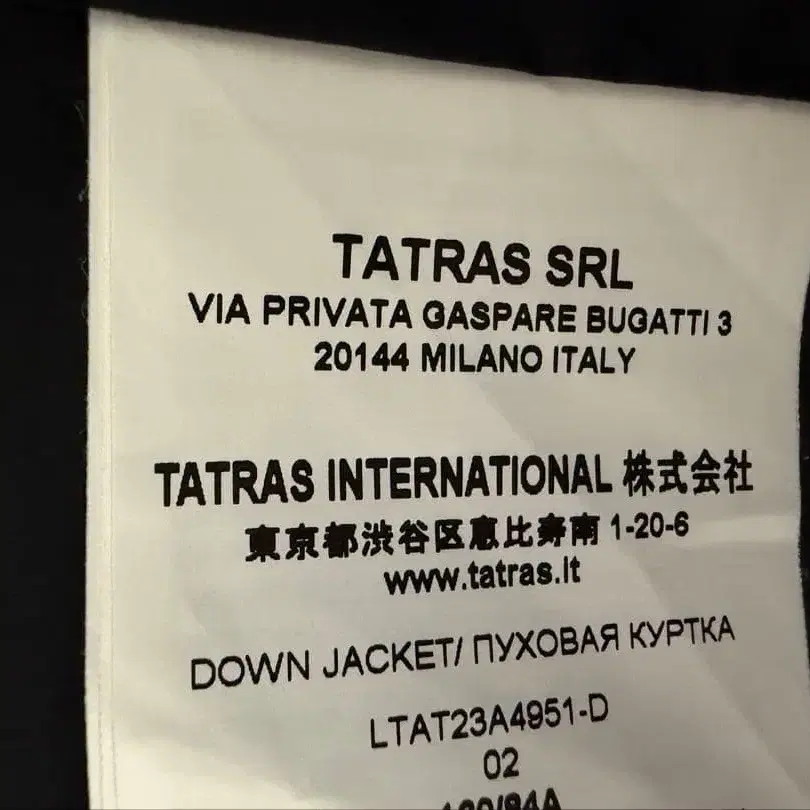 TATRAS SRL
VIA PRIVATA GASPARE BUGATTI 3
20144 MILANO ITALY
TATRAS INTERNATIONAL 株式会社
東京都渋谷区恵比寿南 1-20-6
www.tatras.it
DOWN JACKET/ ПУХОВАЯ КУРТКА
LTAT23A4951-D
02